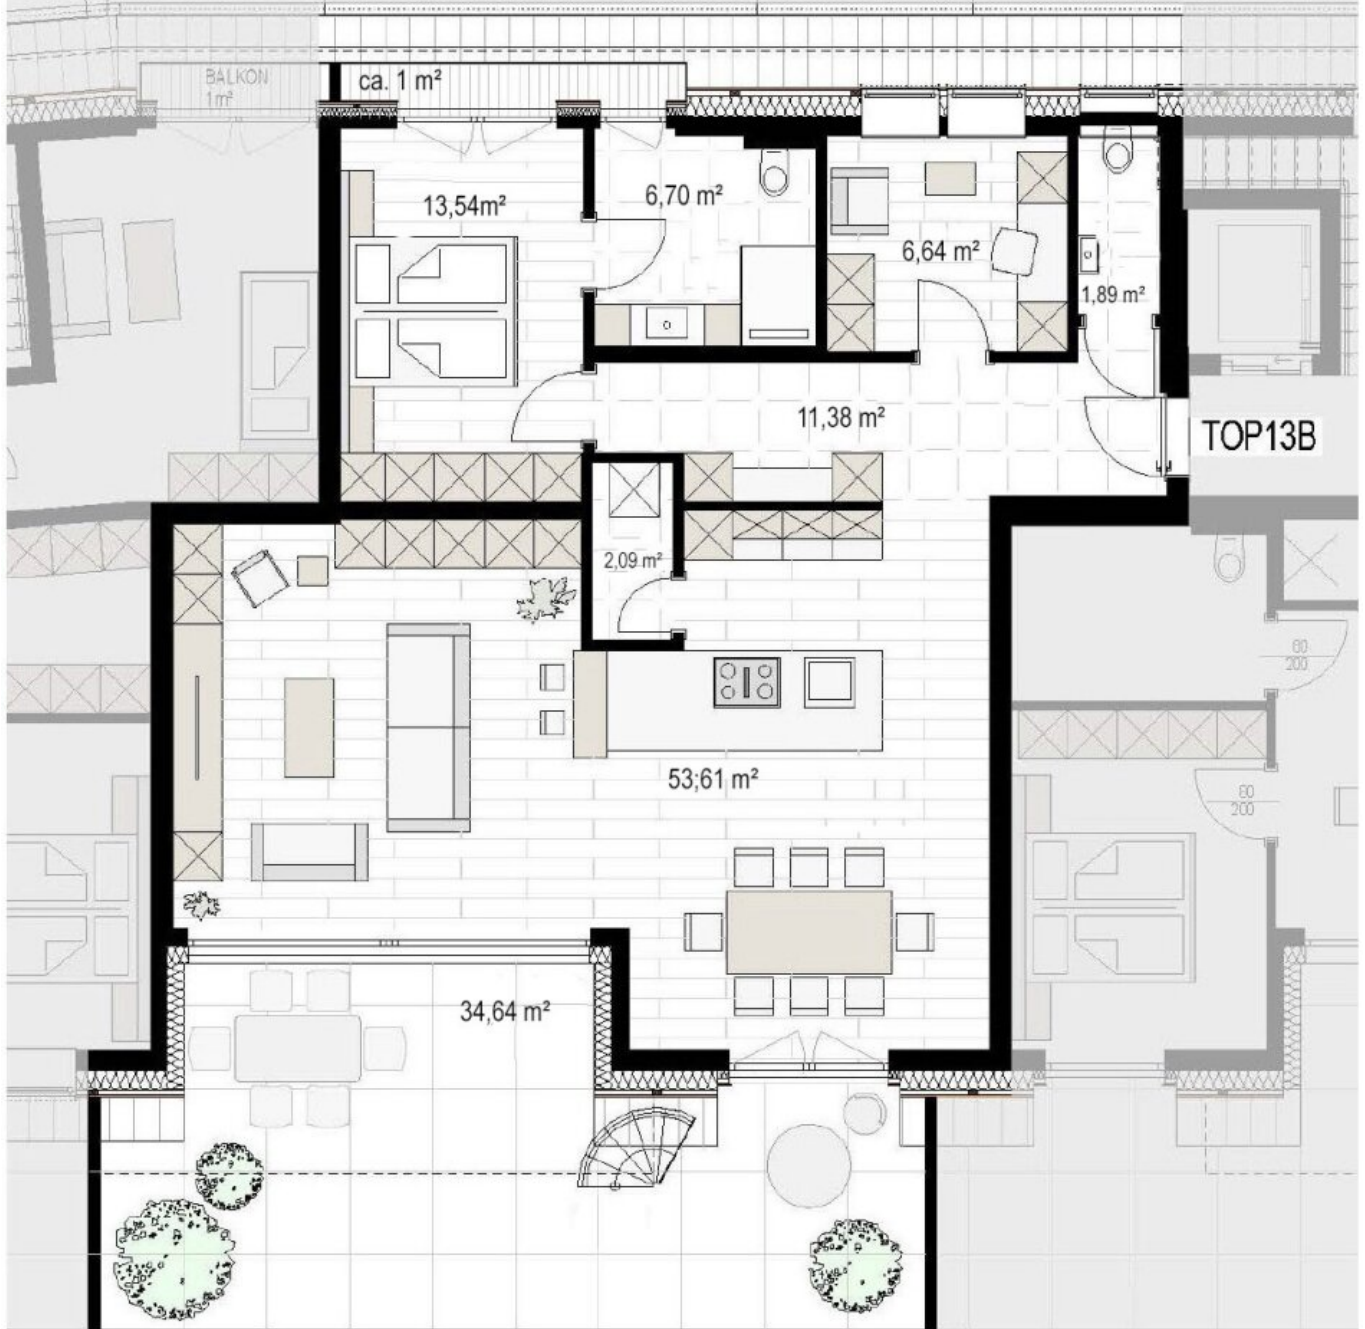 BALKON
1m²
ca. 1 m²
13,54m²
6,70 m²
6,64 m²
1,89 m²
11,38 m²
TOP13B
2,09 m²
60
200
53;61 m²
80
200
34,64 m²